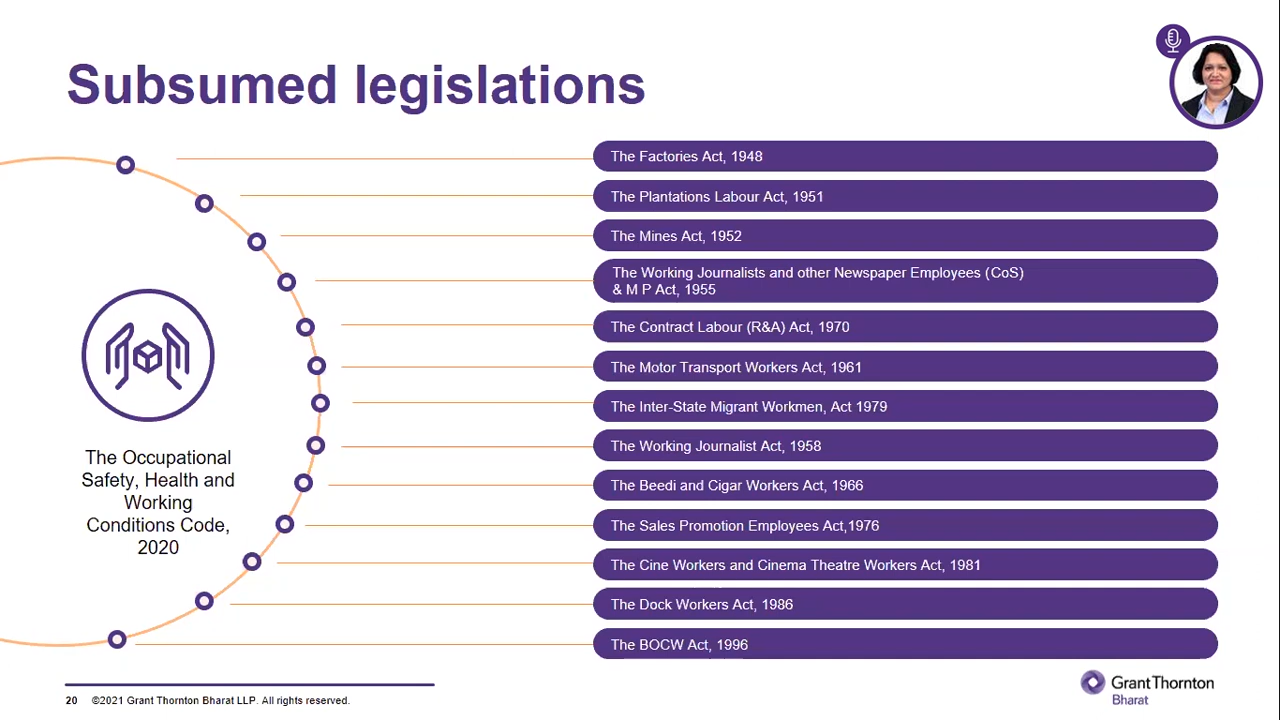 Subsumed legislations
The Factories Act, 1948
The Plantations Labour Act, 1951
The Mines Act, 1952
The Working Journalists and other Newspaper Employees (CoS)
& M P Act, 1955
The Contract Labour (R&A) Act, 1970
The Motor Transport Workers Act, 1961
The Inter-State Migrant Workmen, Act 1979
The Working Journalist Act, 1958
The Beedi and Cigar Workers Act, 1966
The Sales Promotion Employees Act,1976
The Cine Workers and Cinema Theatre Workers Act, 1981
The Dock Workers Act, 1986
The BOCW Act, 1996
The Occupational
Safety, Health and
Working
Conditions Code,
2020
20 ©2021 Grant Thornton Bharat LLP. All rights reserved.
GrantThornton
Bharat